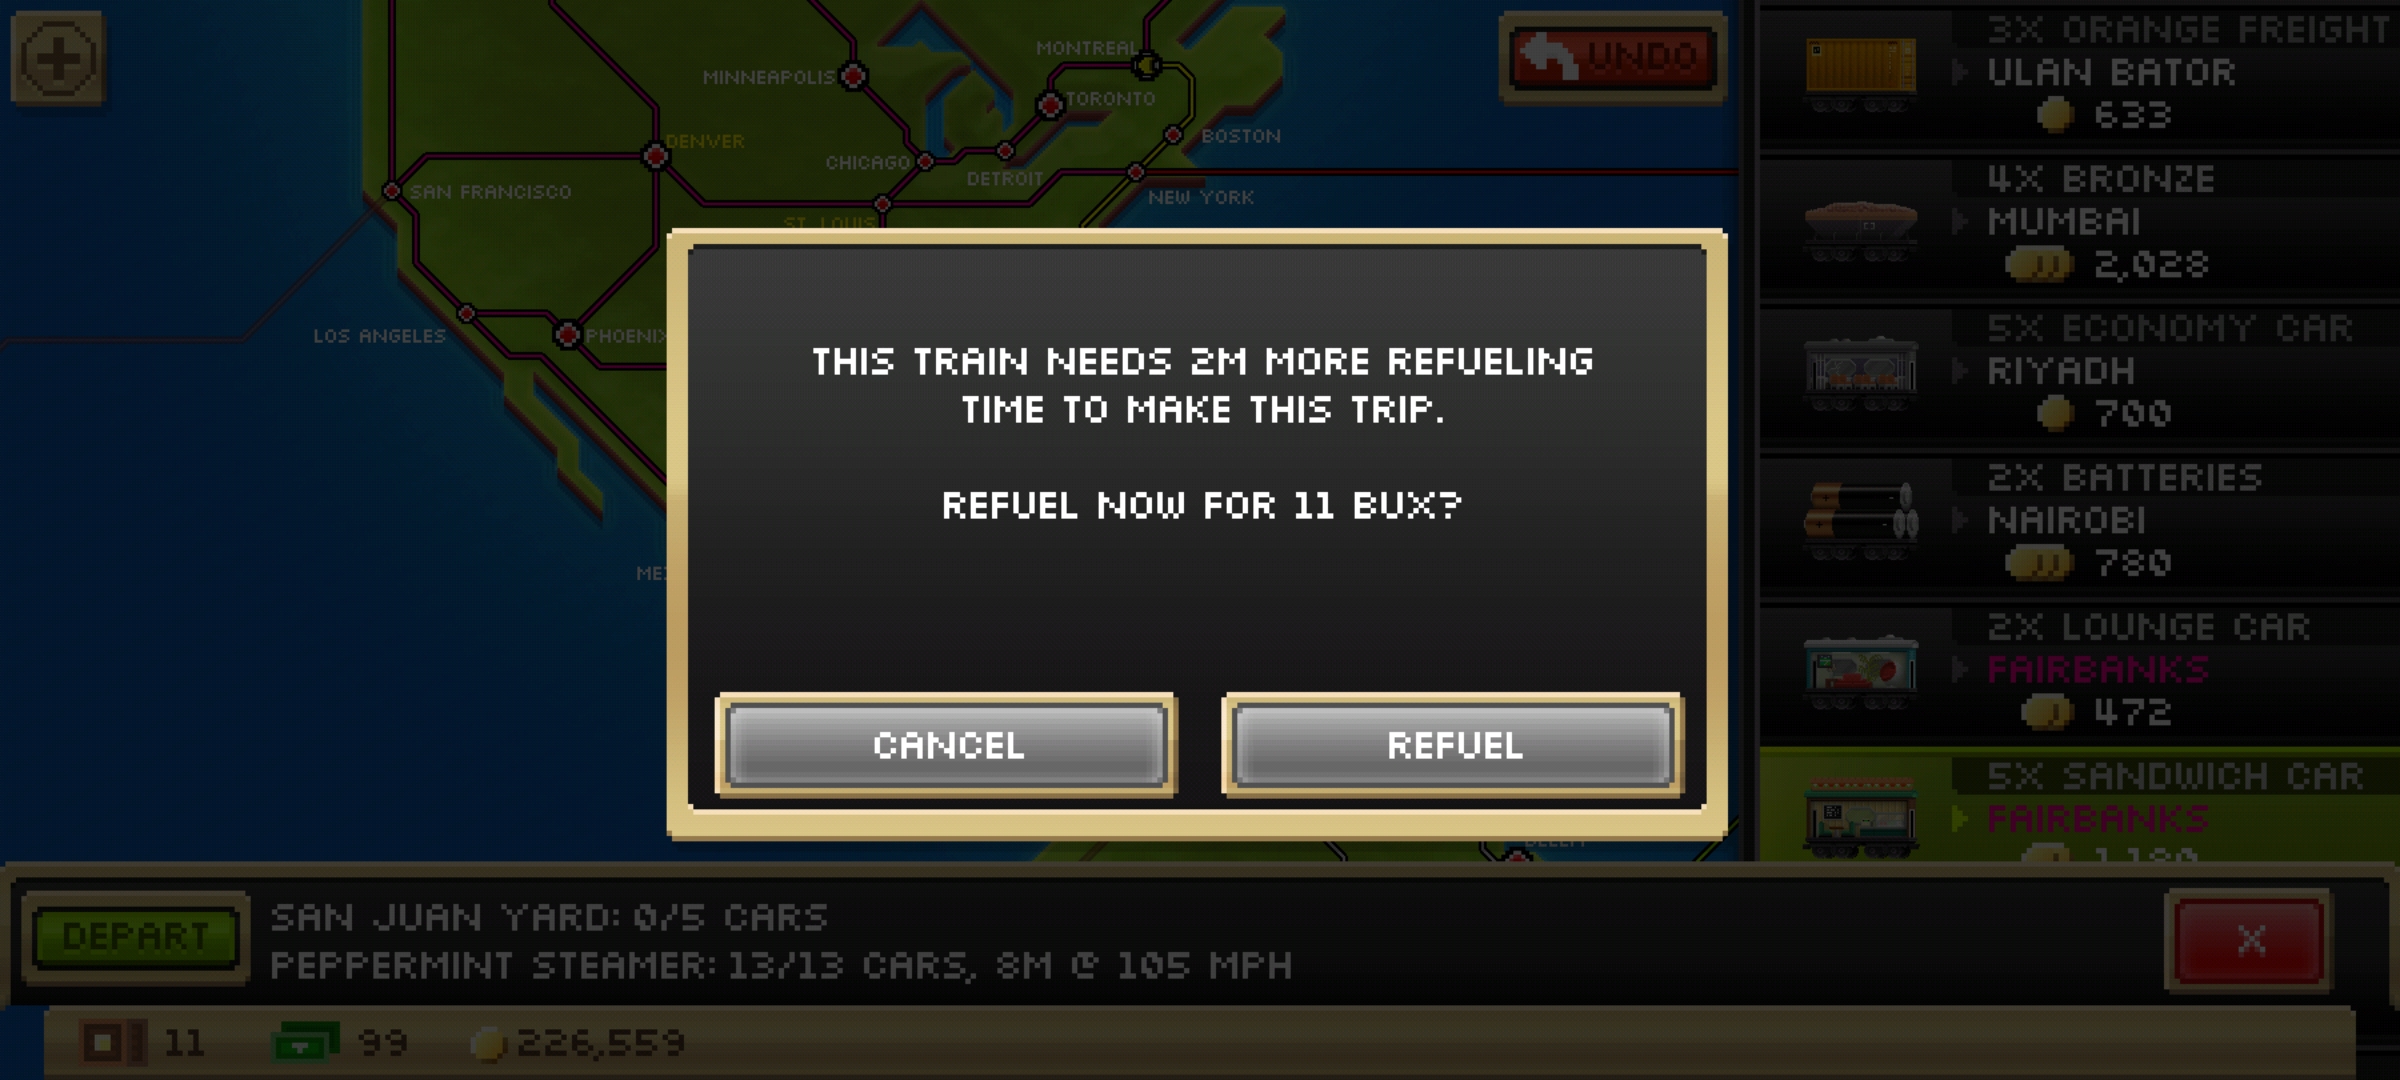 MONTREAL
MINNEAPOLIS
TORONTO
UNDO
DENVER
CHICAGO
DETROIT
BOSTON
SAN FRANCISCO
NEW YORK
ST. LOUIS
LOS ANGELES
PHOENIX
THIS TRAIN NEEDS 2M MORE REFUELING
TIME TO MAKE THIS TRIP.
REFUEL NOW FOR 11 BUX?
CANCEL
REFUEL
3X ORANGE FREIGHT
ULAN BATOR
633
4X BRONZE
MUMBAI
2,028
5X ECONOMY CAR
RIYADH
700
2X BATTERIES
NAIROBI
780
2X LOUNGE CAR
FAIRBANKS
472
5X SANDWICH CAR
FAIRBANKS
1,180
DEPART
SAN JUAN YARD: 0/5 CARS
PEPPERMINT STEAMER: 13/13 CARS, 8M @ 105 MPH
X
11
99
226,559